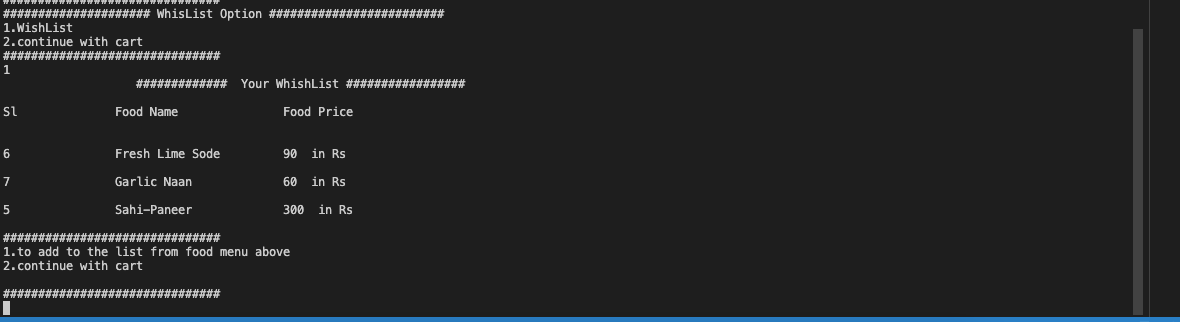 ###############################
##################### WhisList Option #########################
1.WishList
2.continue with cart
###############################
1
############# Your WhishList #################
Sl Food Name Food Price
6 Fresh Lime Sode 90 in Rs
7 Garlic Naan 60 in Rs
5 Sahi-Paneer 300 in Rs
###############################
1.to add to the list from food menu above
2.continue with cart
###############################